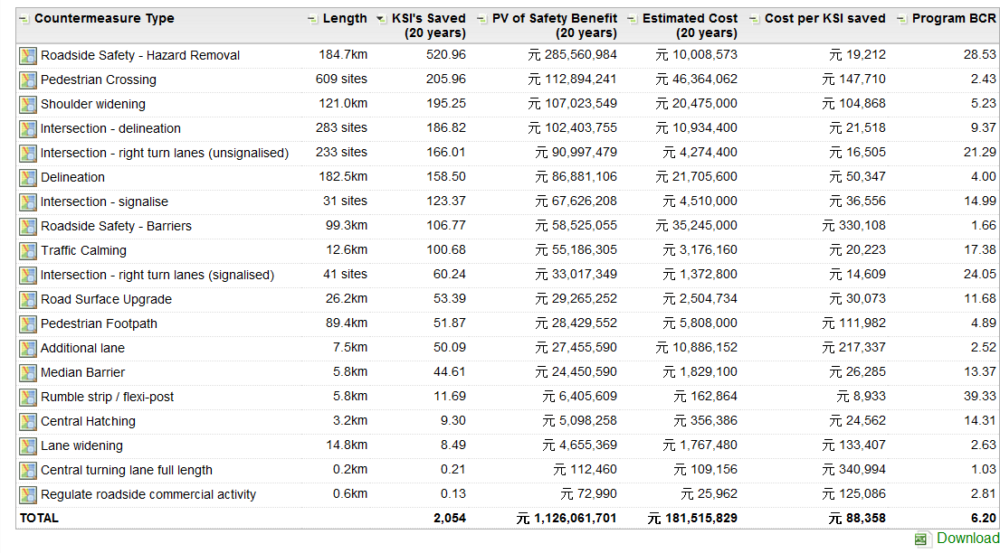 Countermeasure Type Length KSI's Saved PV of Safety Benefit Estimated Cost Cost per KSI saved Program BCR
(20 years) (20 years) (20 years)
Roadside Safety - Hazard Removal 184.7km 520.96 元 285,560,984 元 10,008,573 元 19,212 28.53
Pedestrian Crossing 609 sites 205.96 元 112,894,241 元 46,364,062 元 147,710 2.43
Shoulder widening 121.0km 195.25 元 107,023,549 元 20,475,000 元 104,868 5.23
Intersection - delineation 283 sites 186.82 元 102,403,755 元 10,934,400 元 21,518 9.37
Intersection - right turn lanes (unsignalised) 233 sites 166.01 元 90,997,479 元 4,274,400 元 16,505 21.29
Delineation 182.5km 158.50 元 86,881,106 元 21,705,600 元 50,347 4.00
Intersection - signalise 31 sites 123.37 元 67,626,208 元 4,510,000 元 36,556 14.99
Roadside Safety - Barriers 99.3km 106.77 元 58,525,055 元 35,245,000 元 330,108 1.66
Traffic Calming 12.6km 100.68 元 55,186,305 元 3,176,160 元 20,223 17.38
Intersection - right turn lanes (signalised) 41 sites 60.24 元 33,017,349 元 1,372,800 元 14,609 24.05
Road Surface Upgrade 26.2km 53.39 元 29,265,252 元 2,504,734 元 30,073 11.68
Pedestrian Footpath 89.4km 51.87 元 28,429,552 元 5,808,000 元 111,982 4.89
Additional lane 7.5km 50.09 元 27,455,590 元 10,886,152 元 217,337 2.52
Median Barrier 5.8km 44.61 元 24,450,590 元 1,829,100 元 26,285 13.37
Rumble strip / flexi-post 5.8km 11.69 元 6,405,609 元 162,864 元 8,933 39.33
Central Hatching 3.2km 9.30 元 5,098,258 元 356,386 元 24,562 14.31
Lane widening 14.8km 8.49 元 4,655,369 元 1,767,480 元 133,407 2.63
Central turning lane full length 0.2km 0.21 元 112,460 元 109,156 元 340,994 1.03
Regulate roadside commercial activity 0.6km 0.13 元 72,990 元 25,962 元 125,086 2.81
TOTAL 2,054 元 1,126,061,701 元 181,515,829 元 88,358 6.20
Download